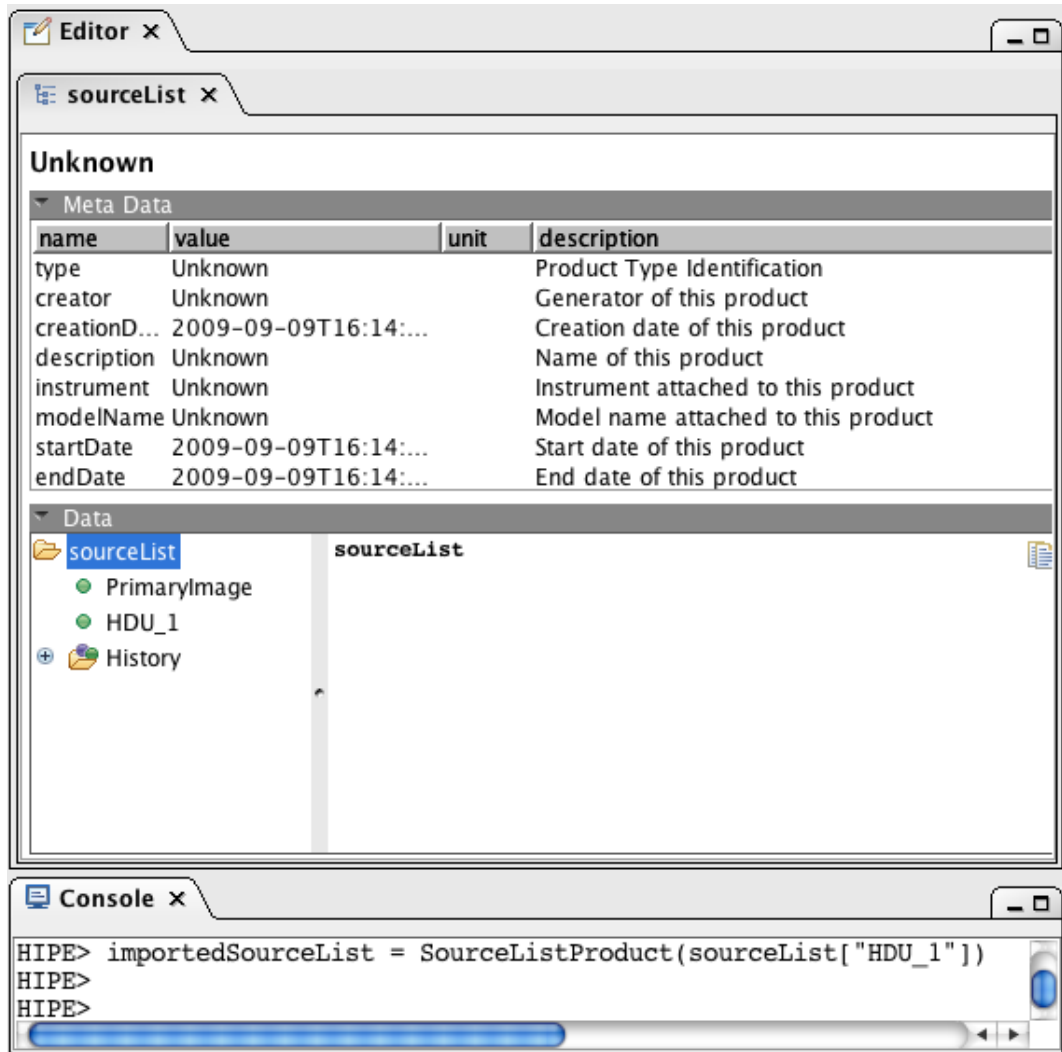 Editor
sourceList
Unknown
Meta Data
name value unit description
type Unknown Product Type Identification
creator Unknown Generator of this product
creationD... 2009-09-09T16:14:... Creation date of this product
description Unknown Name of this product
instrument Unknown Instrument attached to this product
modelName Unknown Model name attached to this product
startDate 2009-09-09T16:14:... Start date of this product
endDate 2009-09-09T16:14:... End date of this product
Data
sourceList sourceList
PrimaryImage
HDU_1
History
Console
HIPE> importedSourceList = SourceListProduct(sourceList["HDU_1"])
HIPE>
HIPE>